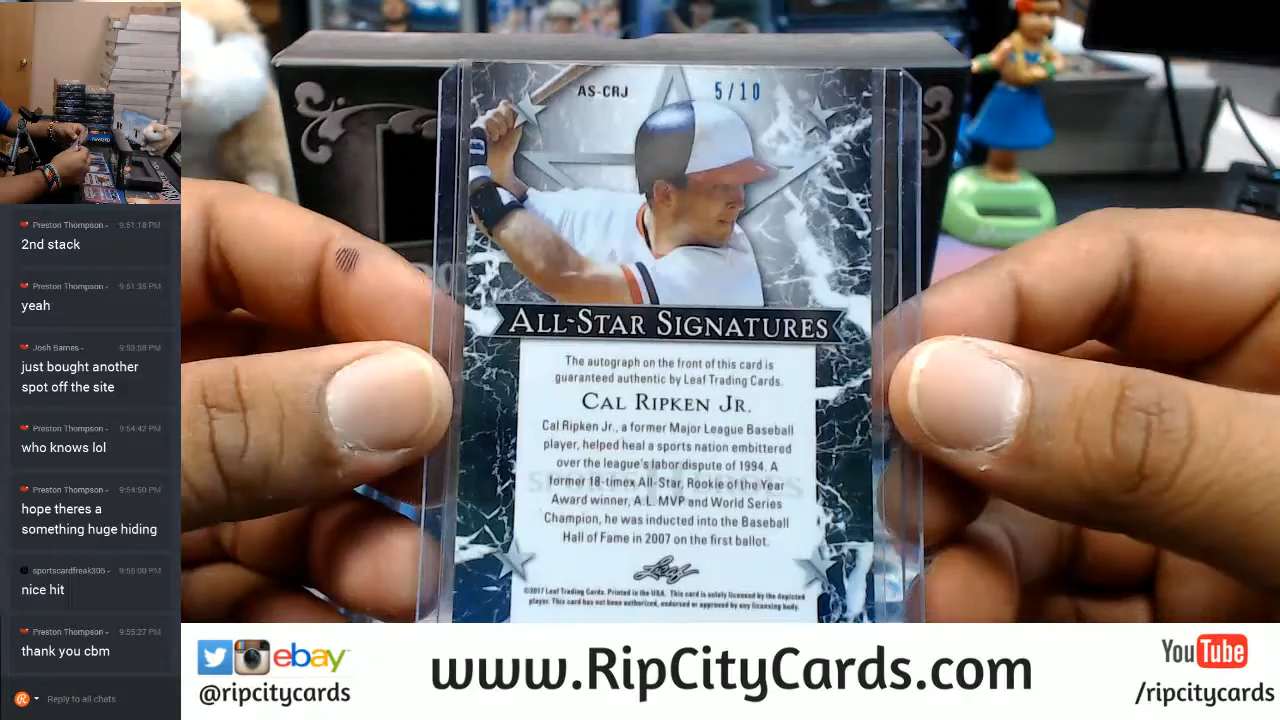 Preston Thompson - 9:51:18 PM
2nd stack
Preston Thompson - 9:51:35 PM
yeah
Josh Barnes - 9:53:58 PM
just bought another
spot off the site
Preston Thompson - 9:54:42 PM
who knows lol
Preston Thompson - 9:54:50 PM
hope theres a
something huge hiding
sportscardfreak305 - 9:55:00 PM
nice hit
Preston Thompson - 9:55:27 PM
thank you cbm
Reply to all chats
AS-CRJ 5/10
ALL-STAR SIGNATURES
The autograph on the front of this card is
guaranteed authentic by Leaf Trading Cards.
CAL RIPKEN JR.
Cal Ripken Jr., a former Major League Baseball
player, helped heal a sports nation embittered
over the league's labor dispute of 1994. A
former 18-timex All-Star, Rookie of the Year
Award winner, A.L. MVP and World Series
Champion, he was inducted into the Baseball
Hall of Fame in 2007 on the first ballot.
Leaf
©2017 Leaf Trading Cards. Printed in the USA. This card is solely licensed by the depicted
player. This card has not been authorized, endorsed or approved by any licensing body.
ebay
@ripcitycards
www.RipCityCards.com
YouTube
/ripcitycards